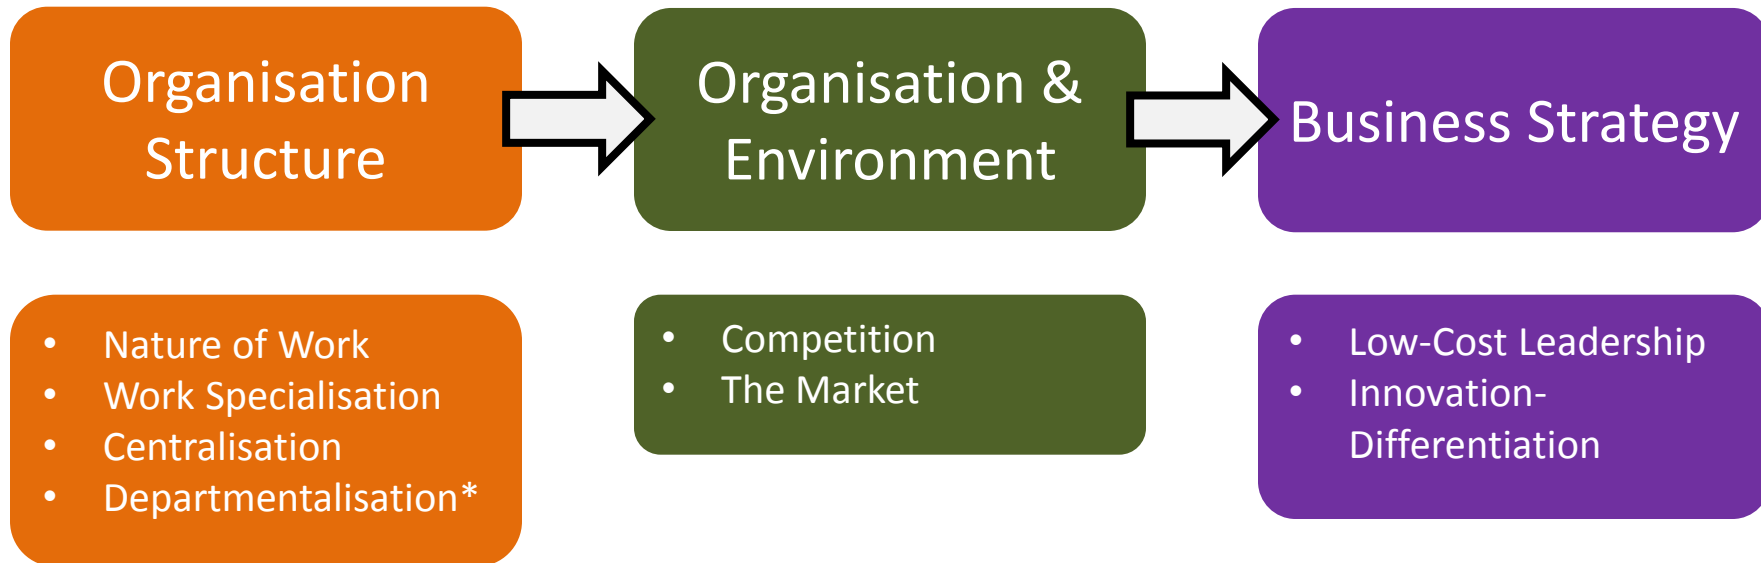 Organisation
Structure
Organisation &
Environment
Business Strategy
• Nature of Work
• Work Specialisation
• Centralisation
• Departmentalisation*
• Competition
• The Market
• Low-Cost Leadership
• Innovation-
Differentiation